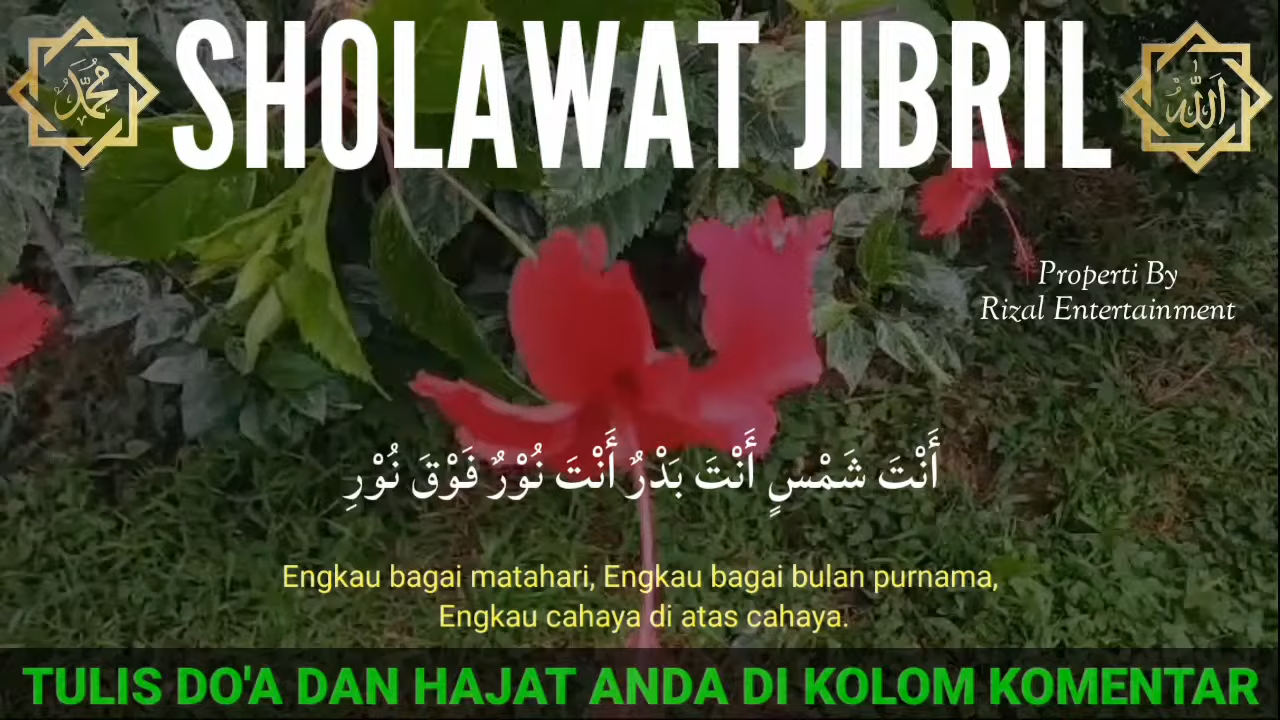 محمد
SHOLAWAT JIBRIL
الله
Properti By
Rizal Entertainment
أَنْتَ شَمْسٍ أَنْتَ بَدْرٌ أَنْتَ نُوْرٌ فَوْقَ نُوْرِ
Engkau bagai matahari, Engkau bagai bulan purnama,
Engkau cahaya di atas cahaya.
TULIS DO'A DAN HAJAT ANDA DI KOLOM KOMENTAR